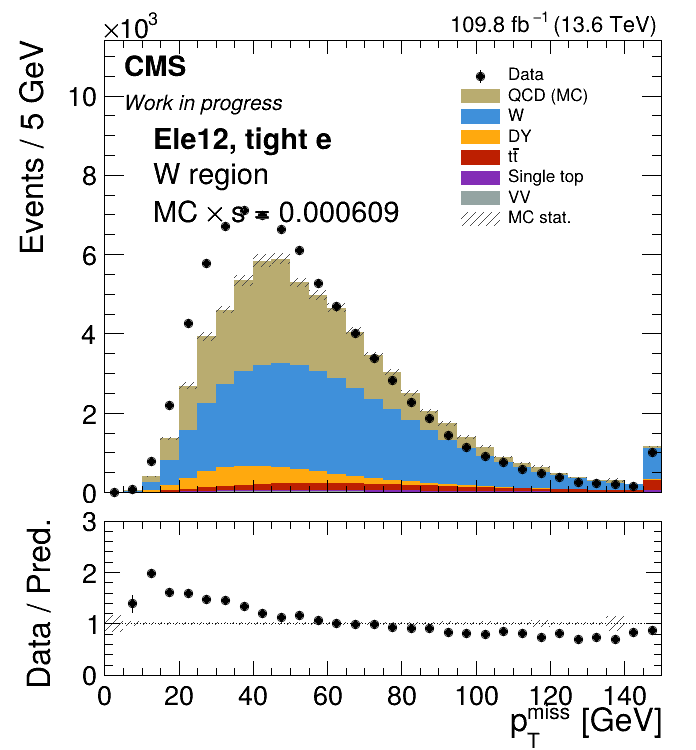 ×10³
109.8 fb⁻¹ (13.6 TeV)
Events / 5 GeV
CMS
Work in progress
Ele12, tight e
W region
MC × s = 0.000609
Data
QCD (MC)
W
DY
tt̄
Single top
VV
MC stat.
10
8
6
4
2
0
Data / Pred.
3
2
1
0
0 20 40 60 80 100 120 140
p_T^miss [GeV]